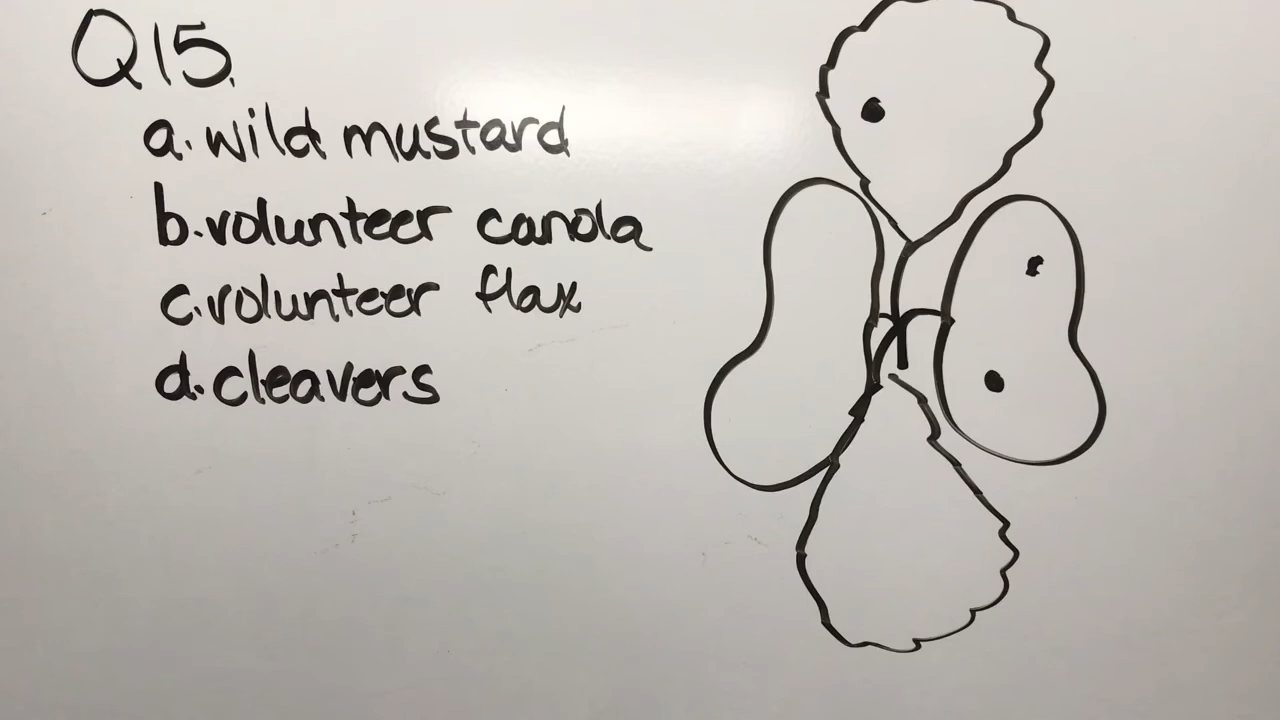 Q15.
a. wild mustard
b. volunteer canola
c. volunteer flax
d. cleavers